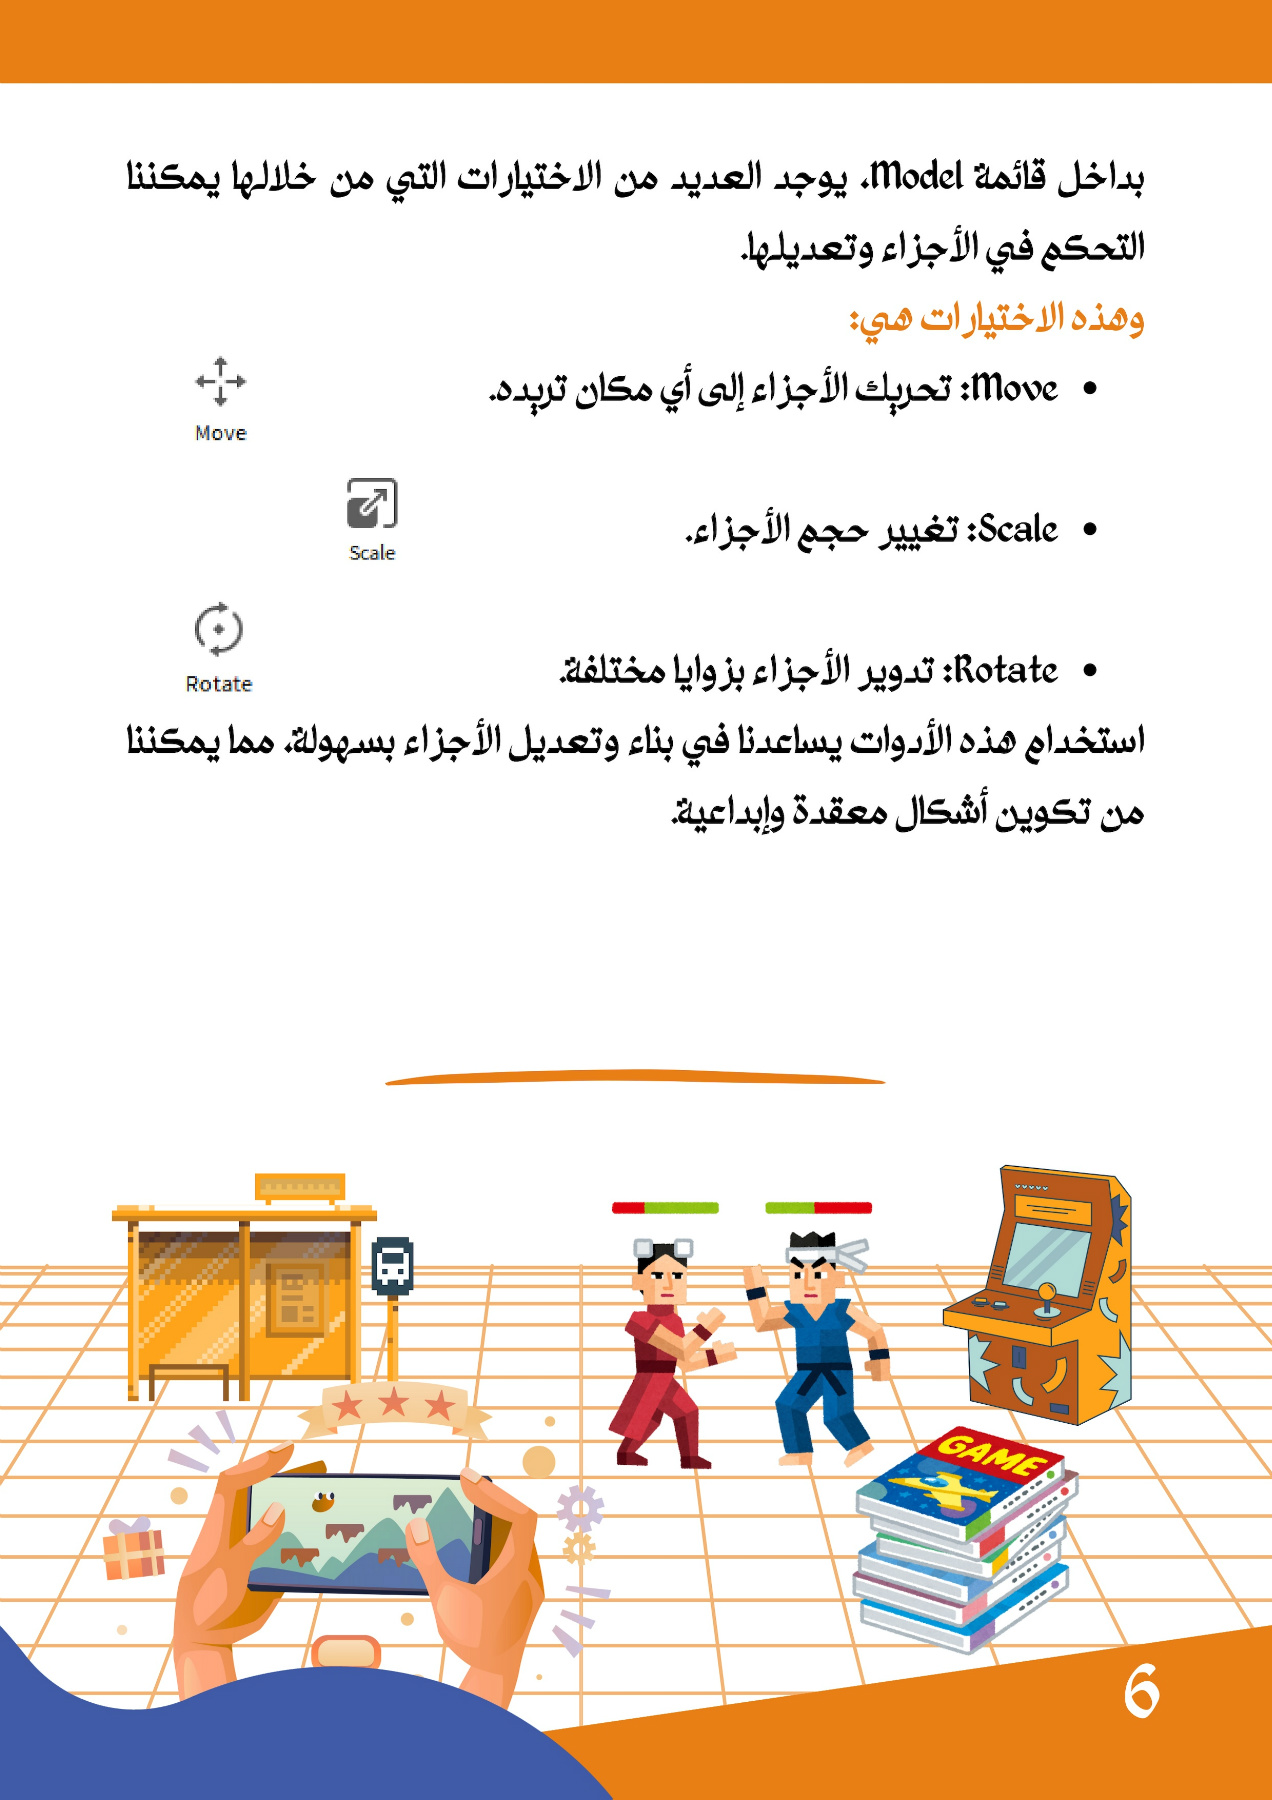 بداخل قائمة Model، يوجد العديد من الاختيارات التي من خلالها يمكننا
التحكم في الأجزاء وتعديلها.
وهذه الاختيارات هي:
• Move: تحريك الأجزاء إلى أي مكان تريده.
Move
Scale
• Scale: تغيير حجم الأجزاء.
Rotate
• Rotate: تدوير الأجزاء بزوايا مختلفة.
استخدام هذه الأدوات يساعدنا في بناء وتعديل الأجزاء بسهولة، مما يمكننا
من تكوين أشكال معقدة وإبداعية.
GAME
6